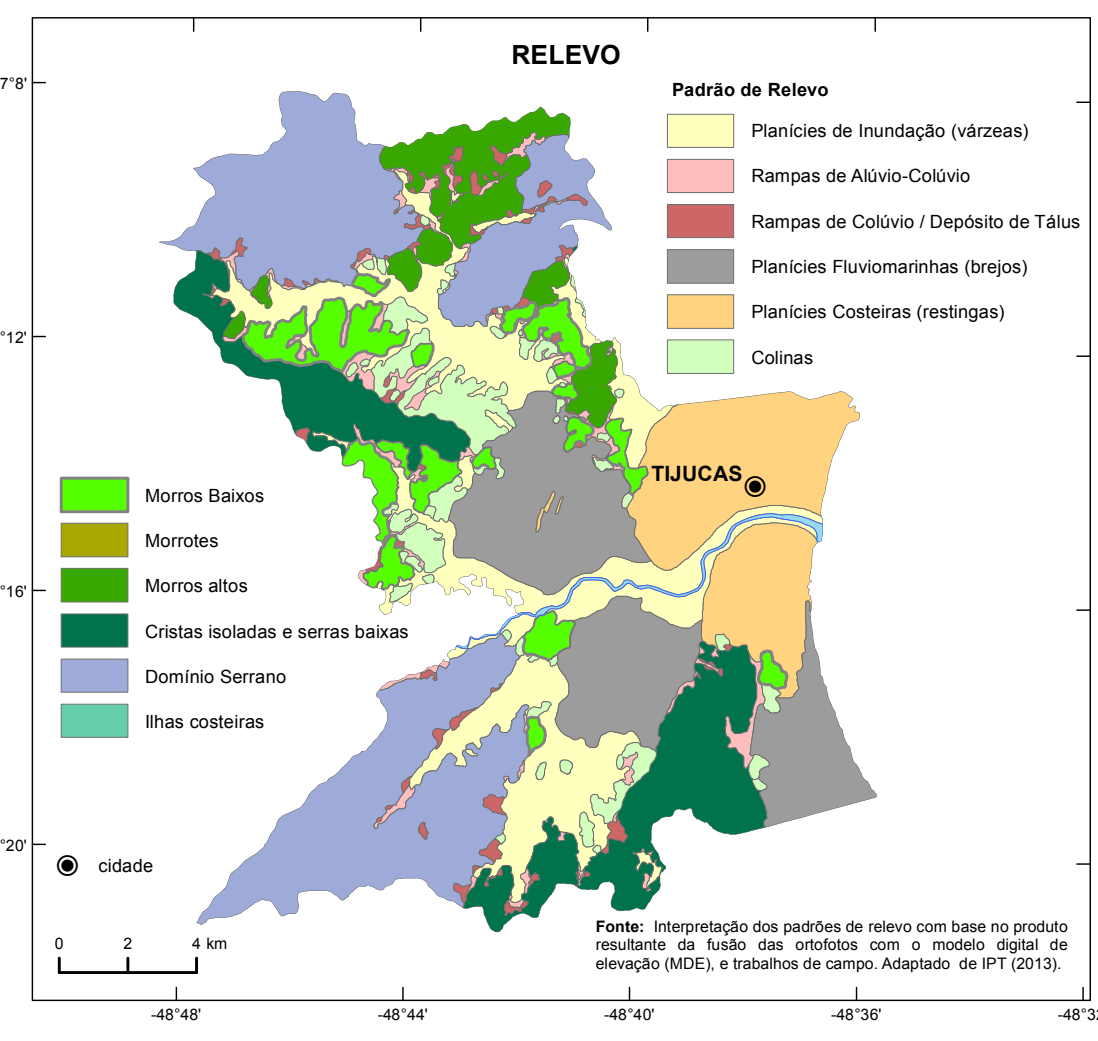 RELEVO
7°8'
Padrão de Relevo
Planícies de Inundação (várzeas)
Rampas de Alúvio-Colúvio
Rampas de Colúvio / Depósito de Tálus
Planícies Fluviomarinhas (brejos)
Planícies Costeiras (restingas)
Colinas
°12'
TIJUCAS
Morros Baixos
Morrotes
Morros altos
Cristas isoladas e serras baixas
Domínio Serrano
Ilhas costeiras
°16'
°20'
cidade
0 2 4 km
Fonte: Interpretação dos padrões de relevo com base no produto
resultante da fusão das ortofotos com o modelo digital de
elevação (MDE), e trabalhos de campo. Adaptado de IPT (2013).
-48°48' -48°44' -48°40' -48°36' -48°32